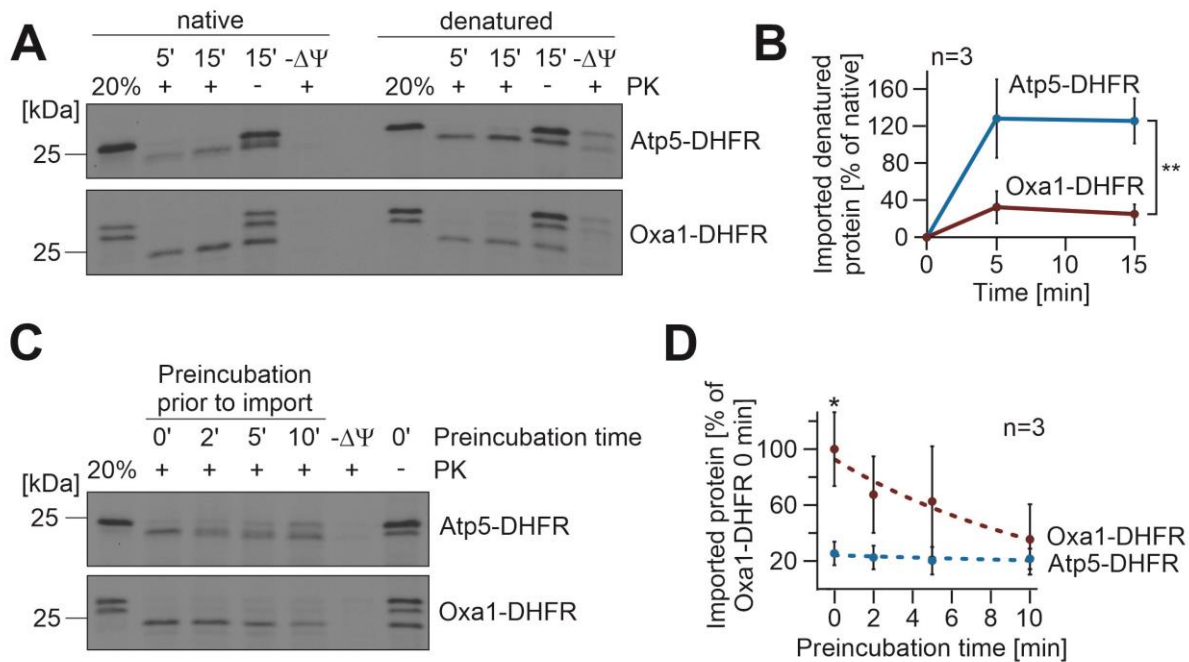 A
native
denatured
5' 15' 15' -ΔΨ
5' 15' 15' -ΔΨ
20% + + - +
20% + + - + PK
[kDa]
25
Atp5-DHFR
25
Oxa1-DHFR
B
n=3
Imported denatured
protein [% of native]
160
120
80
40
0
Atp5-DHFR
Oxa1-DHFR
**
0 5 10 15
Time [min]
C
Preincubation
prior to import
0' 2' 5' 10' -ΔΨ 0' Preincubation time
20% + + + + + - PK
[kDa]
25
Atp5-DHFR
25
Oxa1-DHFR
D
Imported protein [% of
Oxa1-DHFR 0 min]
*
n=3
100
60
20
Oxa1-DHFR
Atp5-DHFR
0 2 4 6 8 10
Preincubation time [min]